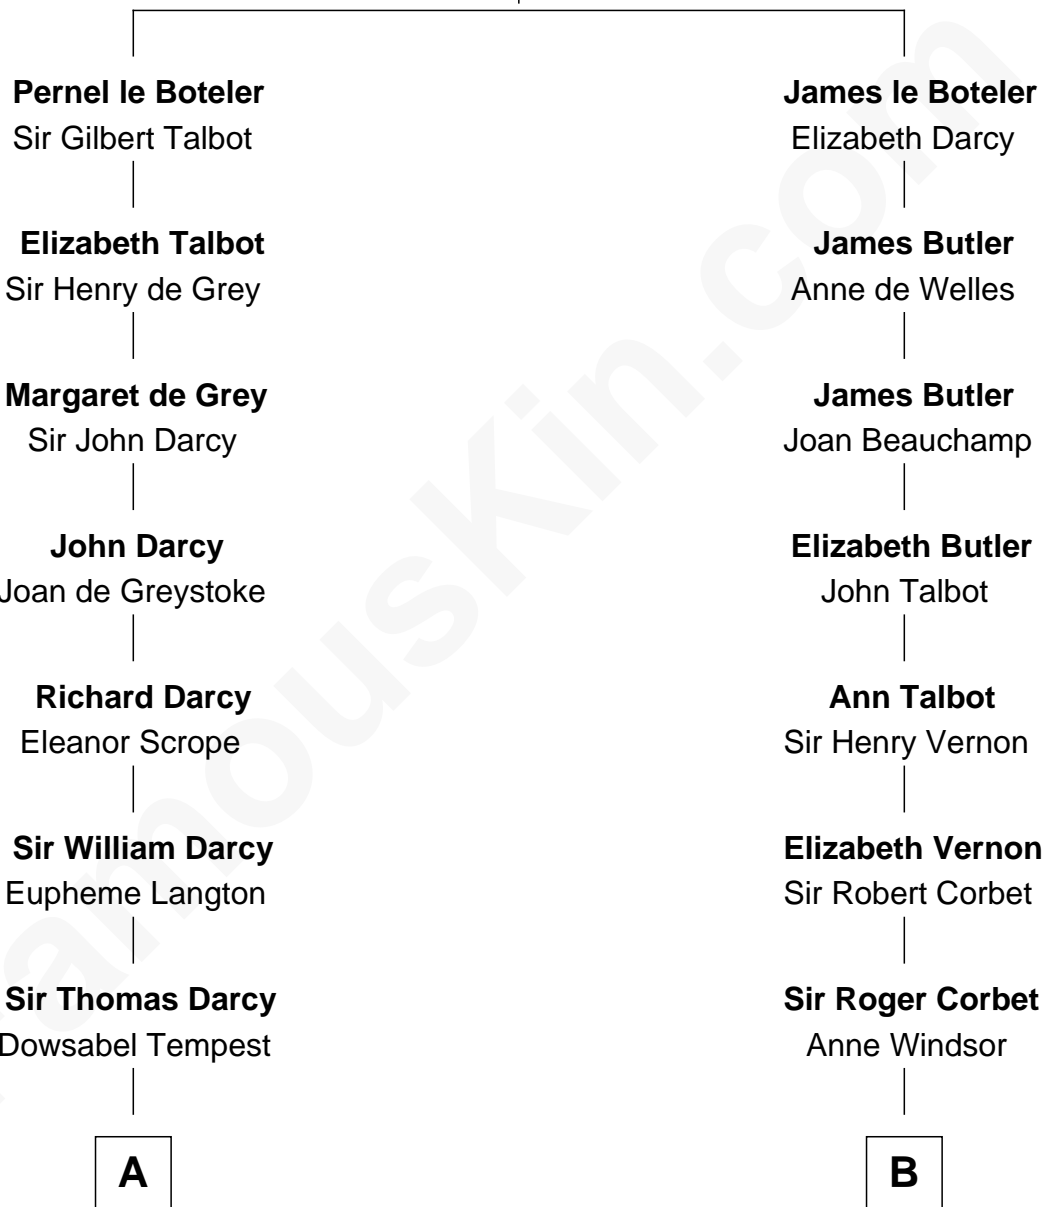 Pernel le Boteler
Sir Gilbert Talbot
Elizabeth Talbot
Sir Henry de Grey
Margaret de Grey
Sir John Darcy
John Darcy
Joan de Greystoke
Richard Darcy
Eleanor Scrope
Sir William Darcy
Eupheme Langton
Sir Thomas Darcy
Dowsabel Tempest
A
James le Boteler
Elizabeth Darcy
James Butler
Anne de Welles
James Butler
Joan Beauchamp
Elizabeth Butler
John Talbot
Ann Talbot
Sir Henry Vernon
Elizabeth Vernon
Sir Robert Corbet
Sir Roger Corbet
Anne Windsor
B
FamousKin.com